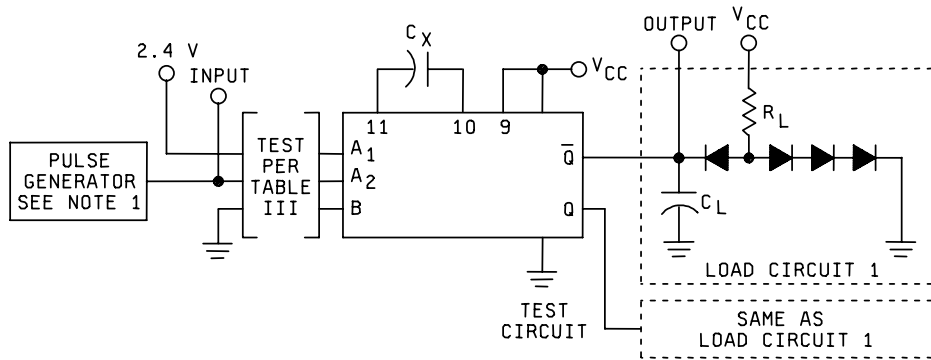 OUTPUT
V CC
2.4 V
INPUT
C X
V CC
11
10
9
R L
PULSE
GENERATOR
SEE NOTE 1
TEST
PER
TABLE
III
A 1
A 2
B
Q̅
Q
C L
LOAD CIRCUIT 1
TEST
CIRCUIT
SAME AS
LOAD CIRCUIT 1